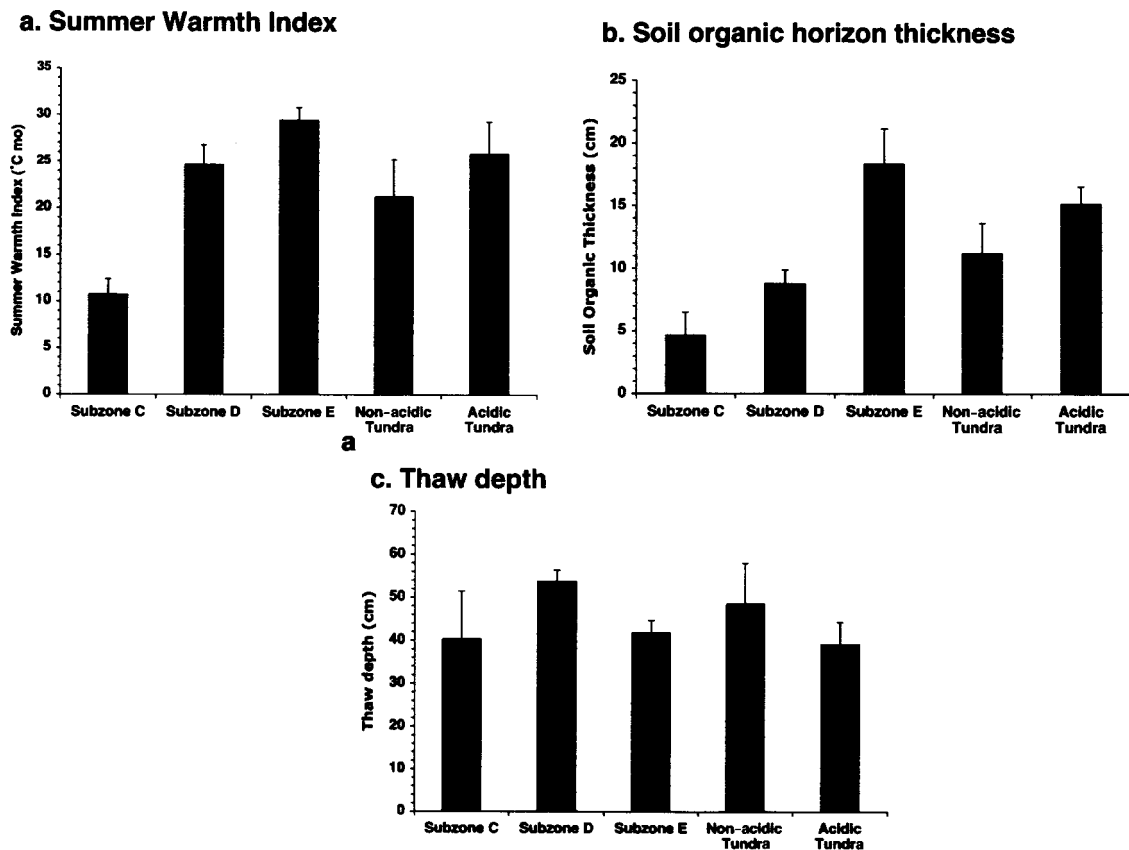 a. Summer Warmth Index
Summer Warmth Index (°C mo)
35
30
25
20
15
10
5
0
Subzone C Subzone D Subzone E Non-acidic Tundra Acidic Tundra
a
b. Soil organic horizon thickness
Soil Organic Thickness (cm)
25
20
15
10
5
0
Subzone C Subzone D Subzone E Non-acidic Tundra Acidic Tundra
c. Thaw depth
Thaw depth (cm)
70
60
50
40
30
20
10
0
Subzone C Subzone D Subzone E Non-acidic Tundra Acidic Tundra